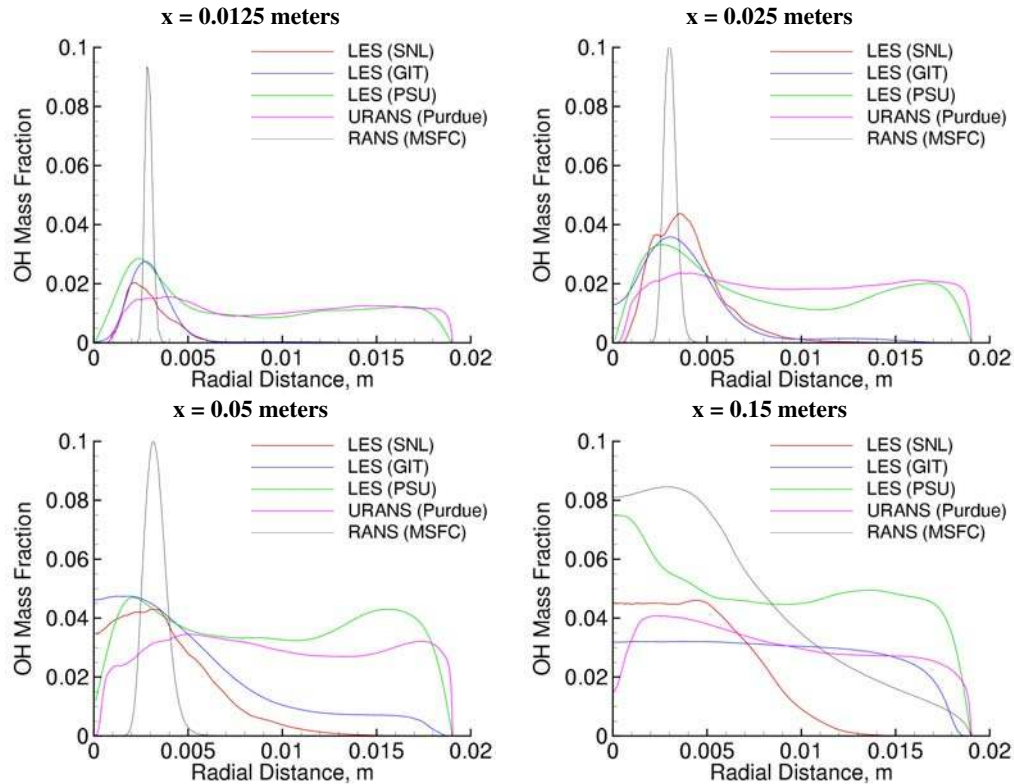 x = 0.0125 meters
OH Mass Fraction
0.1
0.08
0.06
0.04
0.02
0
LES (SNL)
LES (GIT)
LES (PSU)
URANS (Purdue)
RANS (MSFC)
0 0.005 0.01 0.015 0.02
Radial Distance, m
x = 0.025 meters
OH Mass Fraction
0.1
0.08
0.06
0.04
0.02
0
LES (SNL)
LES (GIT)
LES (PSU)
URANS (Purdue)
RANS (MSFC)
0 0.005 0.01 0.015 0.02
Radial Distance, m
x = 0.05 meters
OH Mass Fraction
0.1
0.08
0.06
0.04
0.02
0
LES (SNL)
LES (GIT)
LES (PSU)
URANS (Purdue)
RANS (MSFC)
0 0.005 0.01 0.015 0.02
Radial Distance, m
x = 0.15 meters
OH Mass Fraction
0.1
0.08
0.06
0.04
0.02
0
LES (SNL)
LES (GIT)
LES (PSU)
URANS (Purdue)
RANS (MSFC)
0 0.005 0.01 0.015 0.02
Radial Distance, m